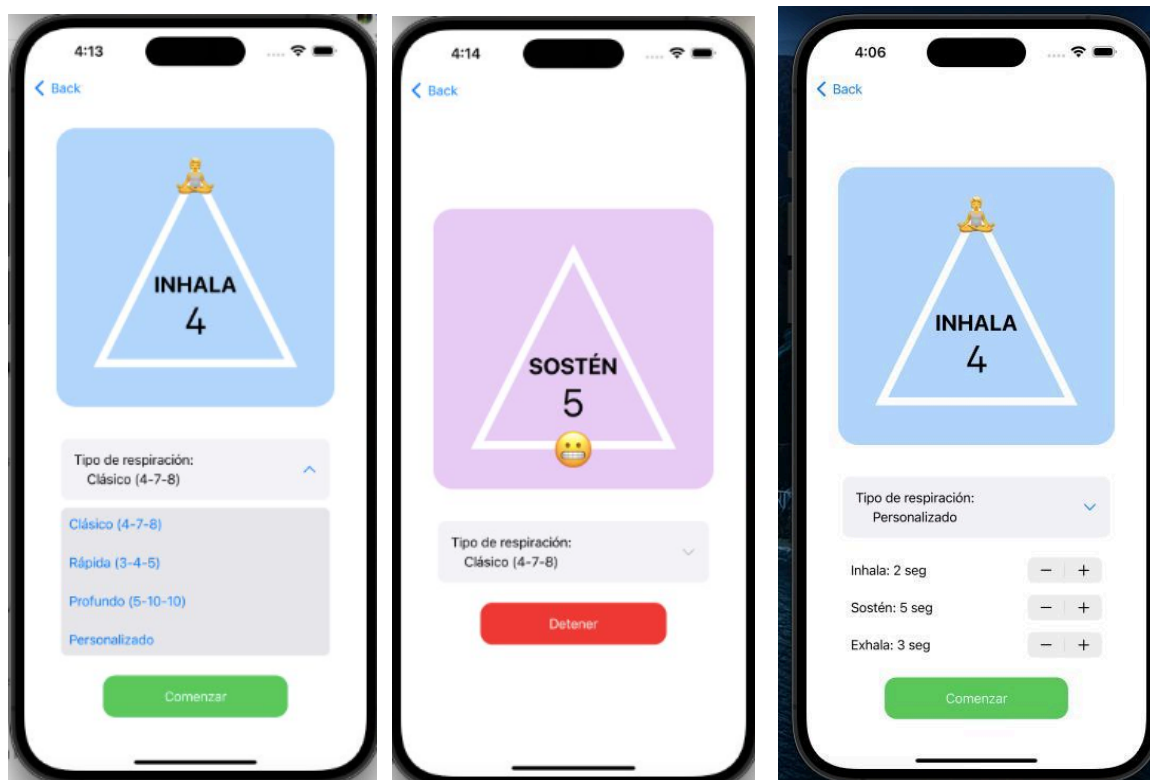 4:13
Back
INHALA
4
Tipo de respiración:
Clásico (4-7-8)
Clásico (4-7-8)
Rápida (3-4-5)
Profundo (5-10-10)
Personalizado
Comenzar
4:14
Back
SOSTÉN
5
Tipo de respiración:
Clásico (4-7-8)
Detener
4:06
Back
INHALA
4
Tipo de respiración:
Personalizado
Inhala: 2 seg
− +
Sostén: 5 seg
− +
Exhala: 3 seg
− +
Comenzar